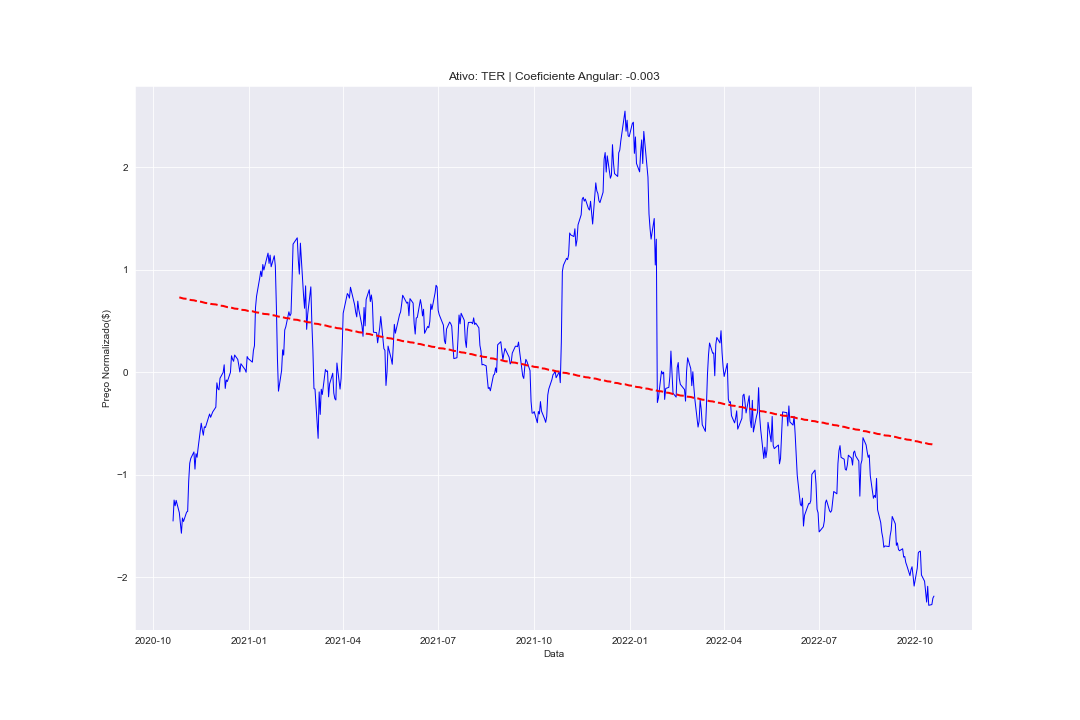 Ativo: TER | Coeficiente Angular: -0.003
Preço Normalizado($)
2
1
0
−1
−2
2020-10 2021-01 2021-04 2021-07 2021-10 2022-01 2022-04 2022-07 2022-10
Data